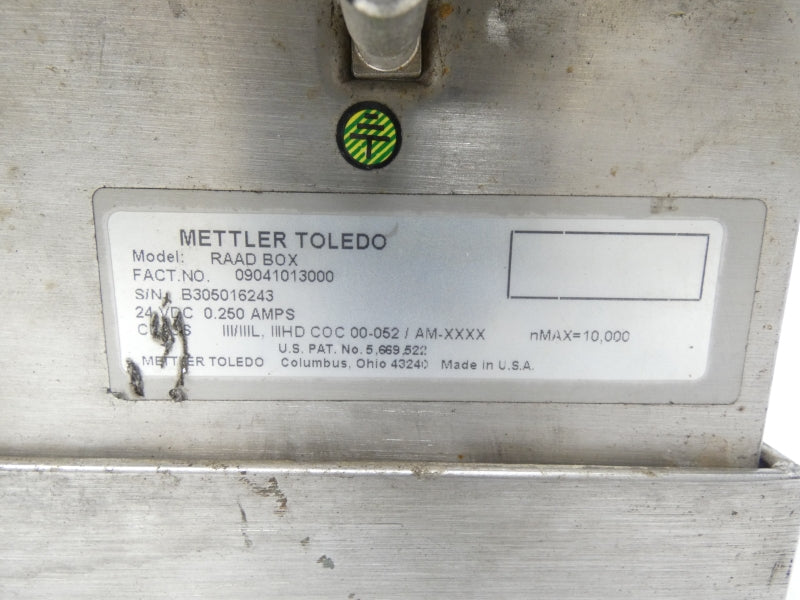 METTLER TOLEDO
Model: RAAD BOX
FACT.NO. 09041013000
S/N: B305016243
24 VDC 0.250 AMPS
CLASS III/IIIL, IIIHD COC 00-052 / AM-XXXX nMAX=10,000
U.S. PAT. No. 5,669,522
METTLER TOLEDO Columbus, Ohio 43240 Made in U.S.A.